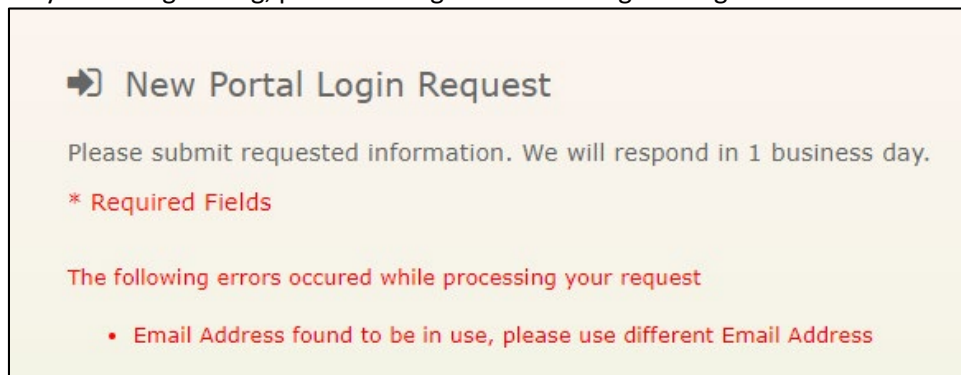 New Portal Login Request
Please submit requested information. We will respond in 1 business day.
* Required Fields
The following errors occured while processing your request
• Email Address found to be in use, please use different Email Address